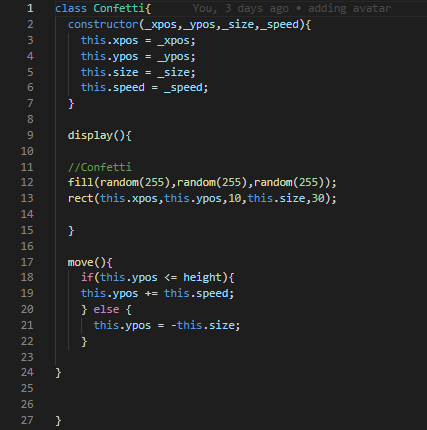 1 class Confetti{ You, 3 days ago • adding avatar
2 constructor(_xpos,_ypos,_size,_speed){
3 this.xpos = _xpos;
4 this.ypos = _ypos;
5 this.size = _size;
6 this.speed = _speed;
7 }
8
9 display(){
10
11 //Confetti
12 fill(random(255),random(255),random(255));
13 rect(this.xpos,this.ypos,10,this.size,30);
14
15 }
16
17 move(){
18 if(this.ypos <= height){
19 this.ypos += this.speed;
20 } else {
21 this.ypos = -this.size;
22 }
23
24 }
25
26
27 }